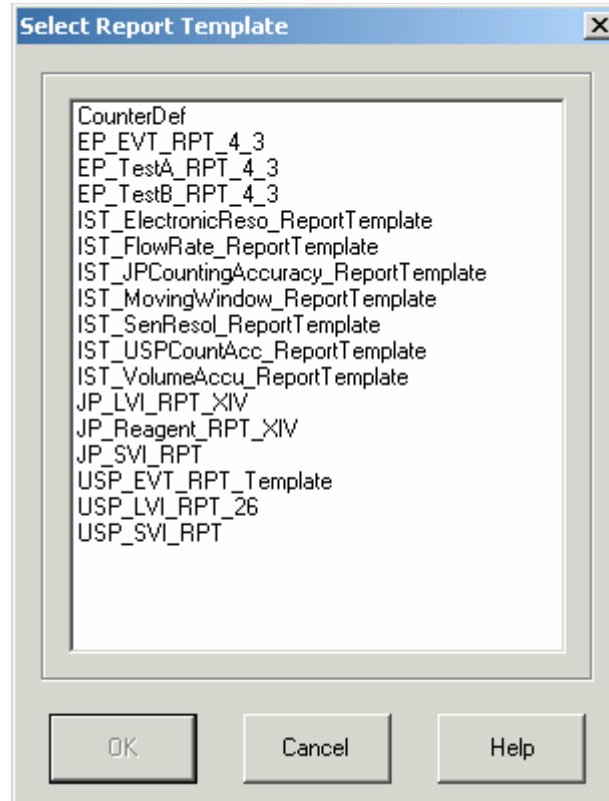 Select Report Template
CounterDef
EP_EVT_RPT_4_3
EP_TestA_RPT_4_3
EP_TestB_RPT_4_3
IST_ElectronicReso_ReportTemplate
IST_FlowRate_ReportTemplate
IST_JPCountingAccuracy_ReportTemplate
IST_MovingWindow_ReportTemplate
IST_SenResol_ReportTemplate
IST_USPCountAcc_ReportTemplate
IST_VolumeAccu_ReportTemplate
JP_LVI_RPT_XIV
JP_Reagent_RPT_XIV
JP_SVI_RPT
USP_EVT_RPT_Template
USP_LVI_RPT_26
USP_SVI_RPT
OK Cancel Help